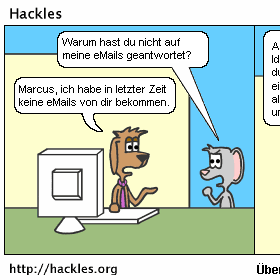 Hackles
Warum hast du nicht auf
meine eMails geantwortet?
Marcus, ich habe in letzter Zeit
keine eMails von dir bekommen.
http://hackles.org